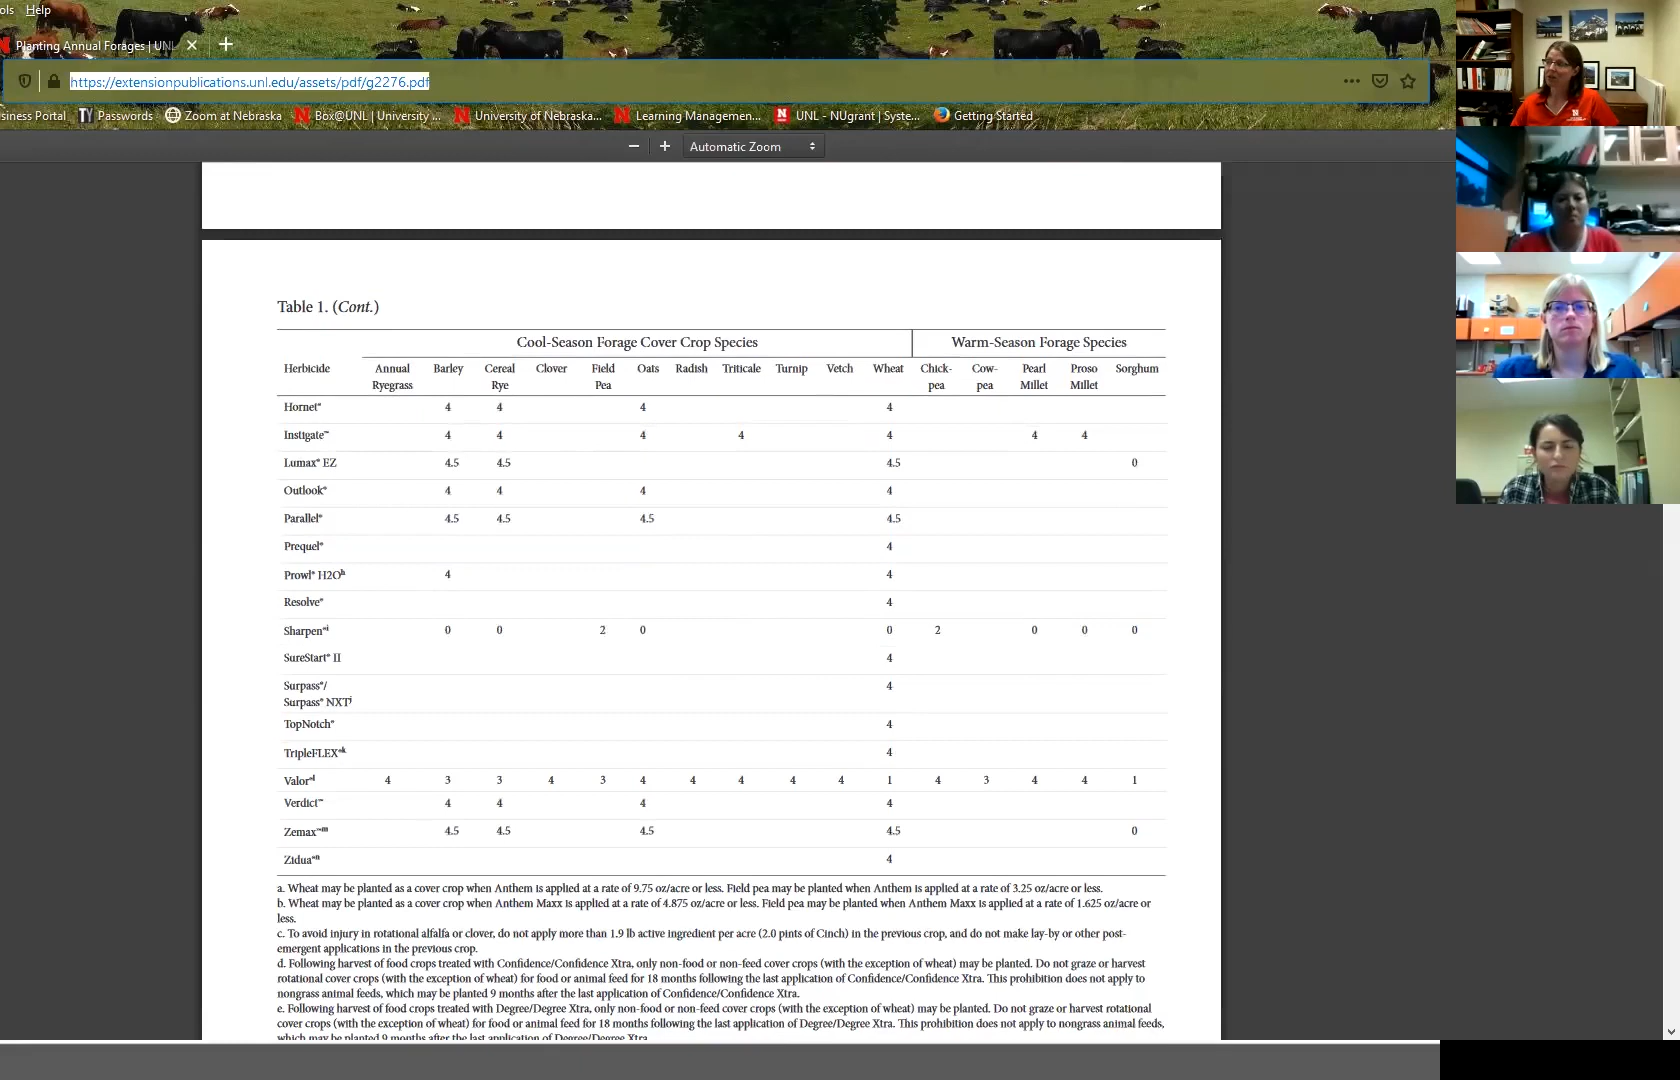 ols Help
Planting Annual Forages | UNL
https://extensionpublications.unl.edu/assets/pdf/g2276.pdf
siness Portal TY Passwords Zoom at Nebraska N Box@UNL | University ... N University of Nebraska... N Learning Managemen... N UNL - NUgrant | Syste... Getting Started
Automatic Zoom
Table 1. (Cont.)
Cool-Season Forage Cover Crop Species Warm-Season Forage Species
Herbicide Annual Ryegrass Barley Cereal Rye Clover Field Pea Oats Radish Triticale Turnip Vetch Wheat Chick-pea Cow-pea Pearl Millet Proso Millet Sorghum
Hornet® 4 4 4 4
Instigate™ 4 4 4 4 4 4 4
Lumax® EZ 4.5 4.5 4.5 0
Outlook® 4 4 4 4
Parallel® 4.5 4.5 4.5 4.5
Prequel® 4
Prowl® H2Oʰ 4 4
Resolve® 4
Sharpen®ⁱ 0 0 2 0 0 2 0 0 0
SureStart® II 4
Surpass®/ 4
Surpass® NXTʲ
TopNotch® 4
TripleFLEX®ᵏ 4
Valor®ˡ 4 3 3 4 3 4 4 4 4 4 1 4 3 4 4 1
Verdict™ 4 4 4 4
Zemax™ᵐ 4.5 4.5 4.5 4.5 0
Zidua®ⁿ 4
a. Wheat may be planted as a cover crop when Anthem is applied at a rate of 9.75 oz/acre or less. Field pea may be planted when Anthem is applied at a rate of 3.25 oz/acre or less.
b. Wheat may be planted as a cover crop when Anthem Maxx is applied at a rate of 4.875 oz/acre or less. Field pea may be planted when Anthem Maxx is applied at a rate of 1.625 oz/acre or
less.
c. To avoid injury in rotational alfalfa or clover, do not apply more than 1.9 lb active ingredient per acre (2.0 pints of Cinch) in the previous crop, and do not make lay-by or other post-
emergent applications in the previous crop.
d. Following harvest of food crops treated with Confidence/Confidence Xtra, only non-food or non-feed cover crops (with the exception of wheat) may be planted. Do not graze or harvest
rotational cover crops (with the exception of wheat) for food or animal feed for 18 months following the last application of Confidence/Confidence Xtra. This prohibition does not apply to
nongrass animal feeds, which may be planted 9 months after the last application of Confidence/Confidence Xtra.
e. Following harvest of food crops treated with Degree/Degree Xtra, only non-food or non-feed cover crops (with the exception of wheat) may be planted. Do not graze or harvest rotational
cover crops (with the exception of wheat) for food or animal feed for 18 months following the last application of Degree/Degree Xtra. This prohibition does not apply to nongrass animal feeds,
which may be planted 9 months after the last application of Degree/Degree Xtra.